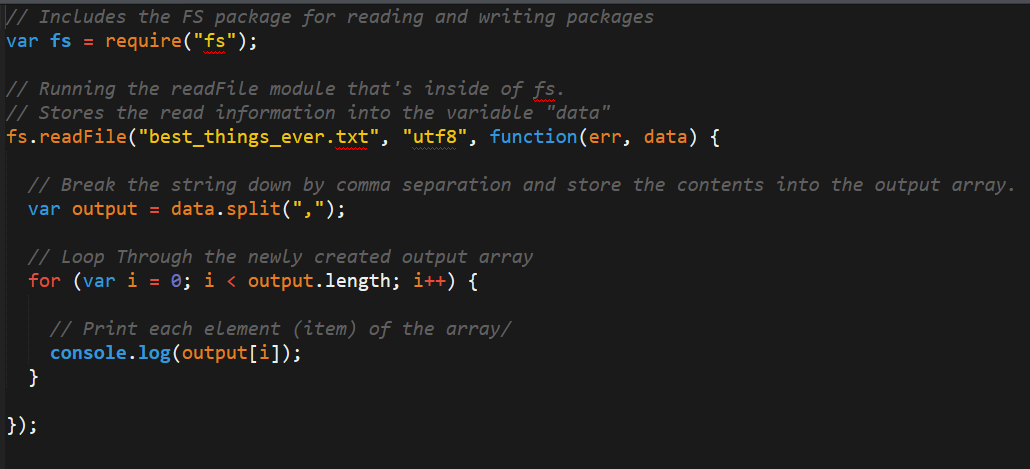 // Includes the FS package for reading and writing packages
var fs = require("fs");
// Running the readFile module that's inside of fs.
// Stores the read information into the variable "data"
fs.readFile("best_things_ever.txt", "utf8", function(err, data) {
// Break the string down by comma separation and store the contents into the output array.
var output = data.split(",");
// Loop Through the newly created output array
for (var i = 0; i < output.length; i++) {
// Print each element (item) of the array/
console.log(output[i]);
}
});